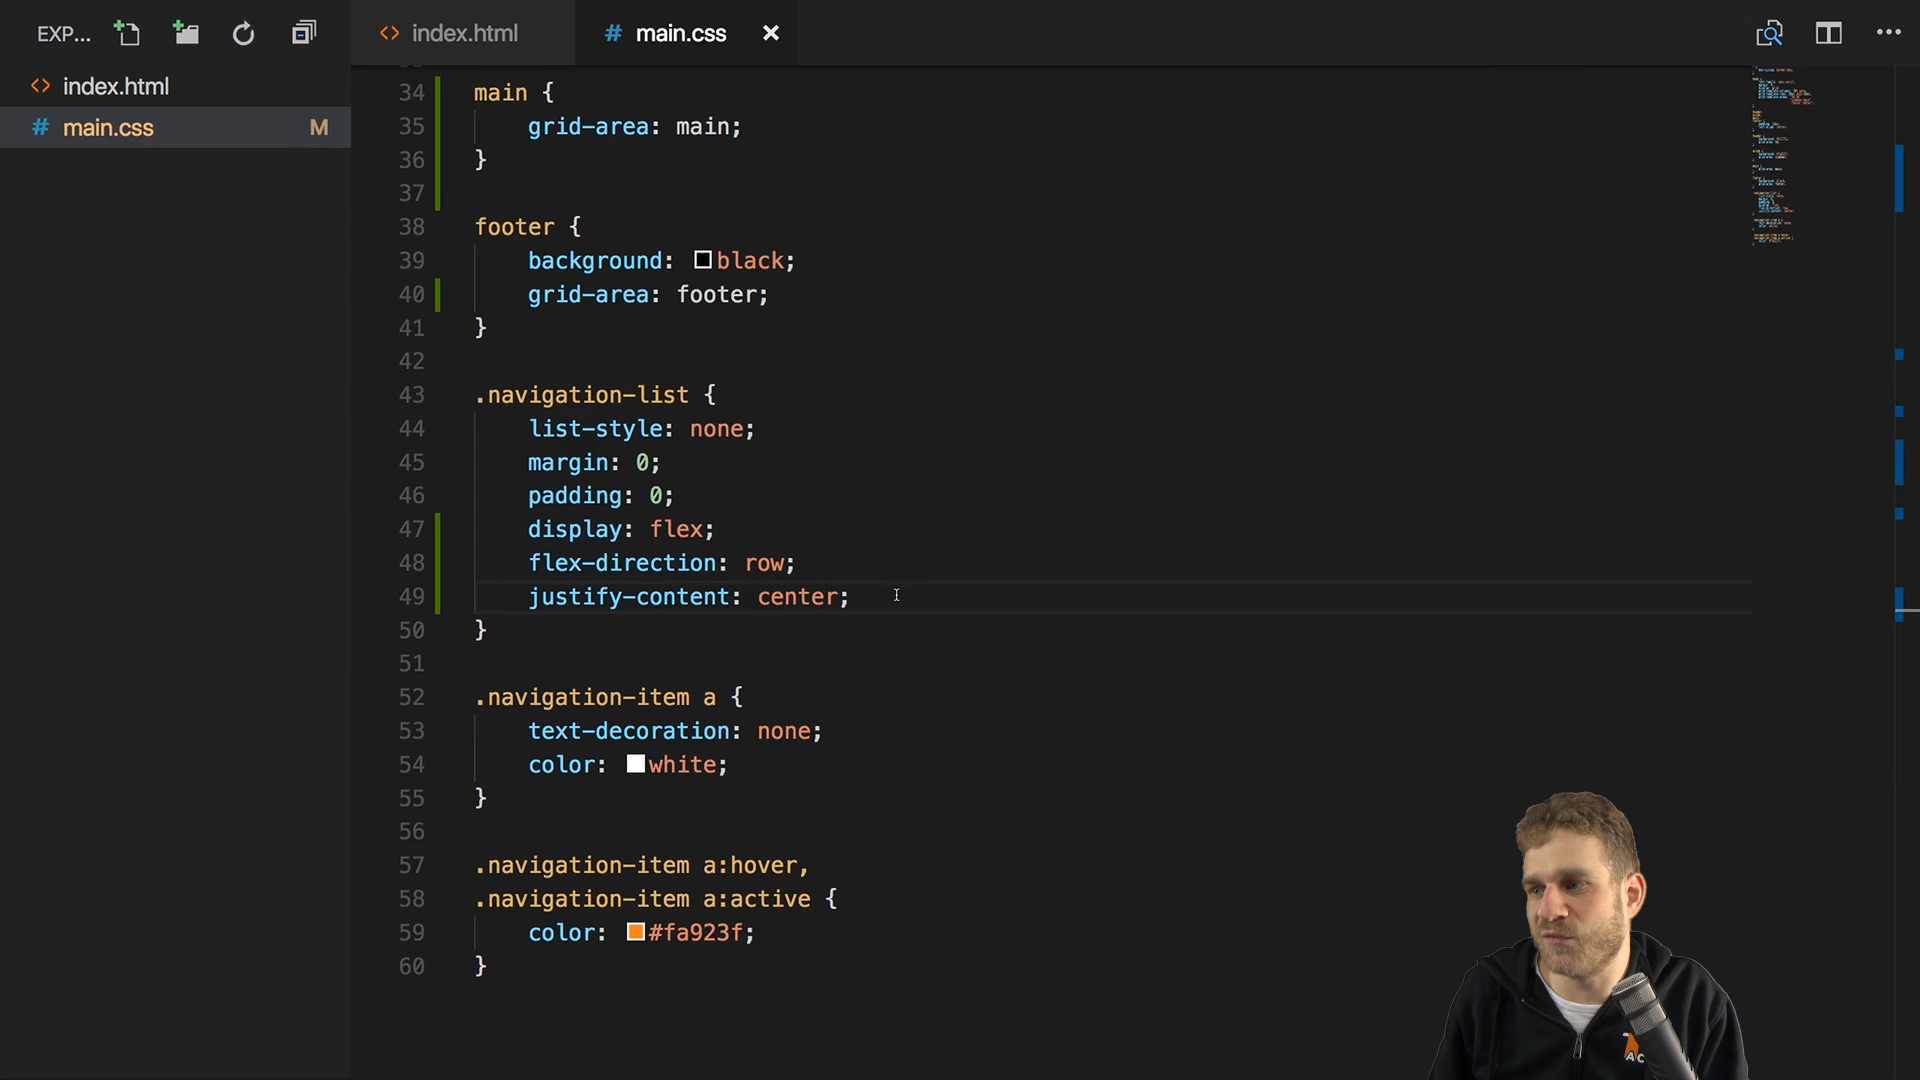 EXP...
index.html
main.css
index.html
main.css M
34 main {
35 grid-area: main;
36 }
37
38 footer {
39 background: black;
40 grid-area: footer;
41 }
42
43 .navigation-list {
44 list-style: none;
45 margin: 0;
46 padding: 0;
47 display: flex;
48 flex-direction: row;
49 justify-content: center;
50 }
51
52 .navigation-item a {
53 text-decoration: none;
54 color: white;
55 }
56
57 .navigation-item a:hover,
58 .navigation-item a:active {
59 color: #fa923f;
60 }